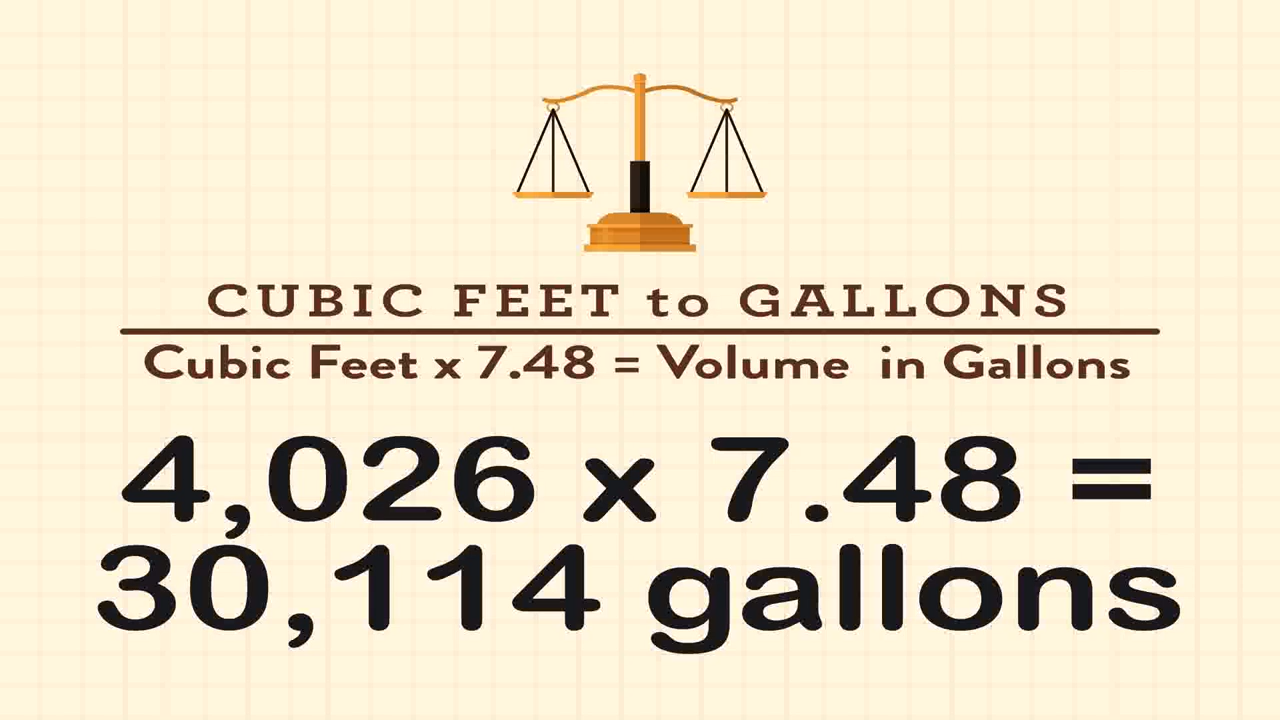 CUBIC FEET to GALLONS
Cubic Feet x 7.48 = Volume in Gallons
4,026 x 7.48 =
30,114 gallons